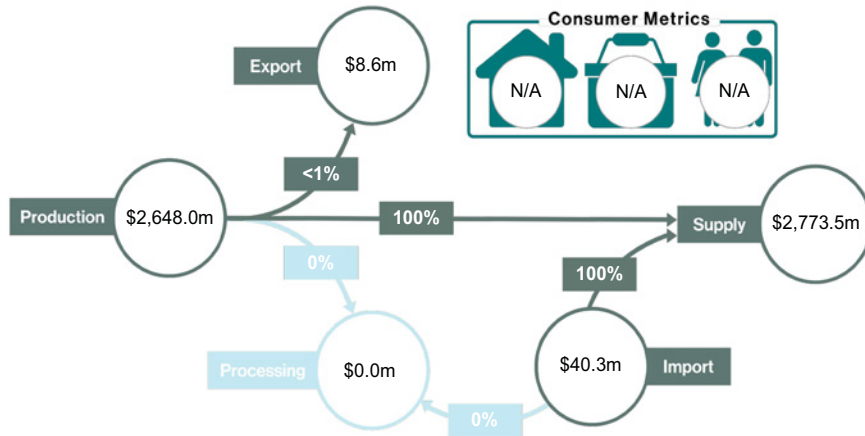 Consumer Metrics
N/A
N/A
N/A
Export
$8.6m
<1%
Production
$2,648.0m
100%
Supply
$2,773.5m
0%
100%
Processing
$0.0m
0%
$40.3m
Import